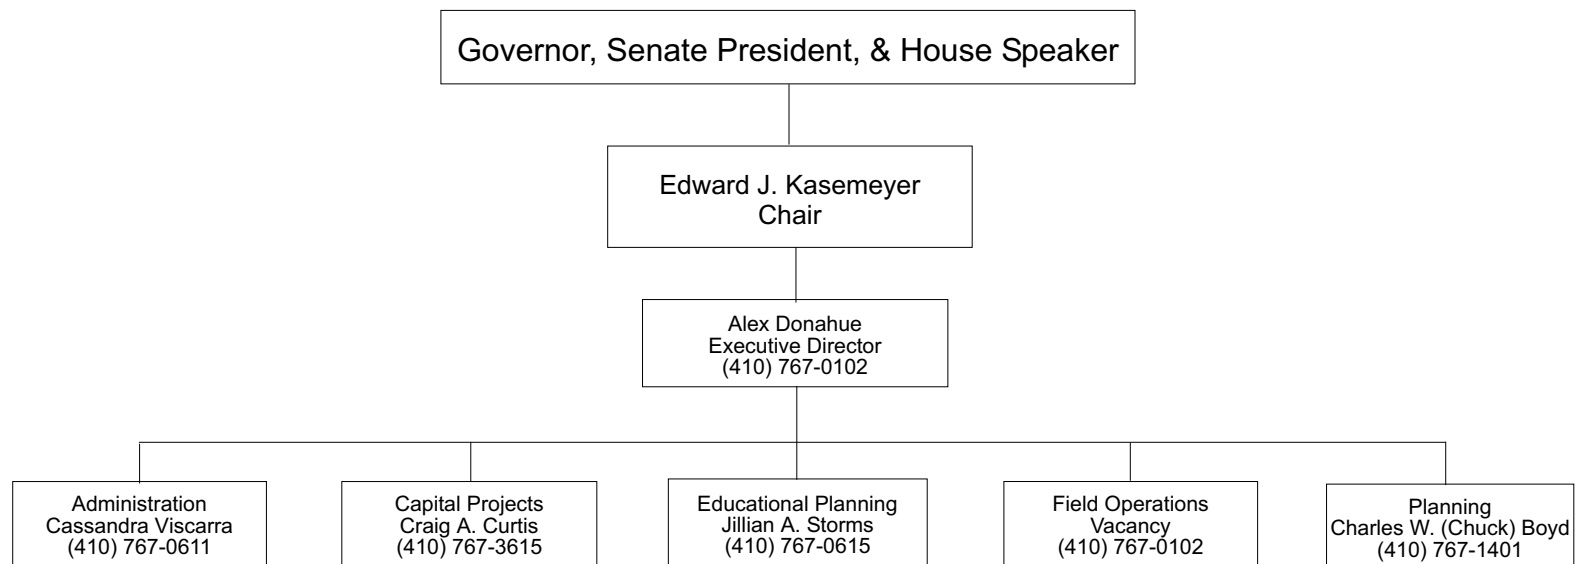 Governor, Senate President, & House Speaker
Edward J. Kasemeyer
Chair
Alex Donahue
Executive Director
(410) 767-0102
Administration
Cassandra Viscarra
(410) 767-0611
Capital Projects
Craig A. Curtis
(410) 767-3615
Educational Planning
Jillian A. Storms
(410) 767-0615
Field Operations
Vacancy
(410) 767-0102
Planning
Charles W. (Chuck) Boyd
(410) 767-1401